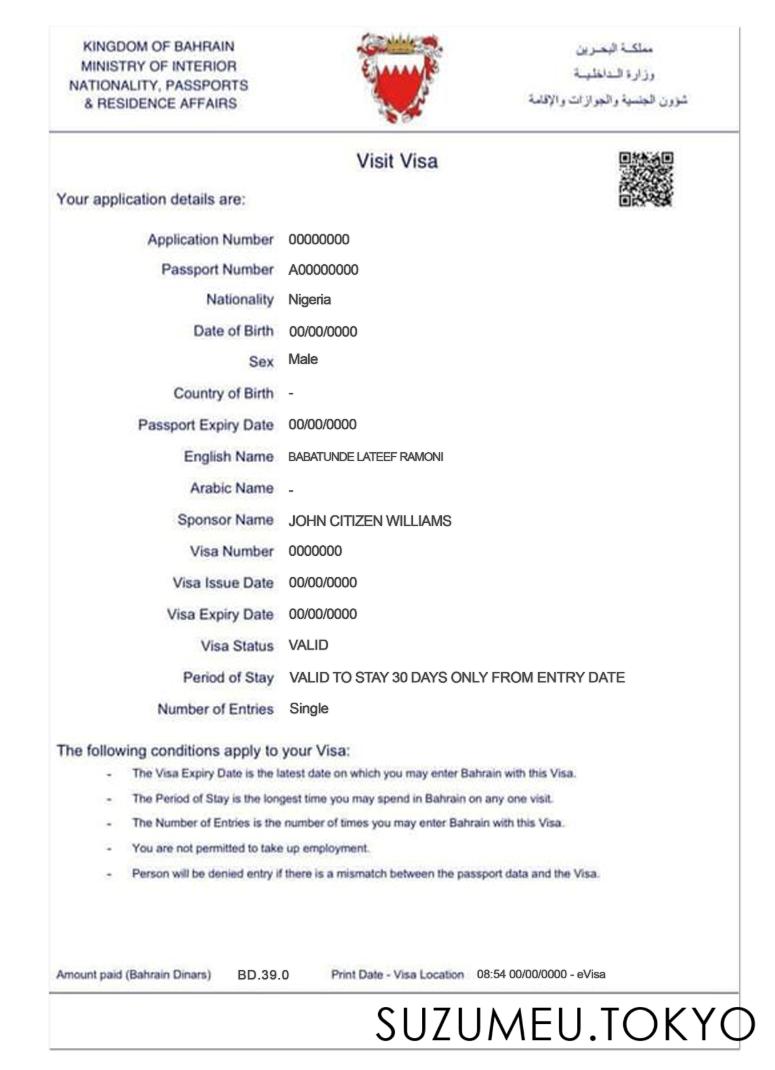 KINGDOM OF BAHRAIN
MINISTRY OF INTERIOR
NATIONALITY, PASSPORTS
& RESIDENCE AFFAIRS
مملكـة البحـرين
وزارة الـداخليـة
شؤون الجنسية والجوازات والإقامة
Visit Visa
Your application details are:
Application Number 00000000
Passport Number A00000000
Nationality Nigeria
Date of Birth 00/00/0000
Sex Male
Country of Birth -
Passport Expiry Date 00/00/0000
English Name BABATUNDE LATEEF RAMONI
Arabic Name -
Sponsor Name JOHN CITIZEN WILLIAMS
Visa Number 0000000
Visa Issue Date 00/00/0000
Visa Expiry Date 00/00/0000
Visa Status VALID
Period of Stay VALID TO STAY 30 DAYS ONLY FROM ENTRY DATE
Number of Entries Single
The following conditions apply to your Visa:
- The Visa Expiry Date is the latest date on which you may enter Bahrain with this Visa.
- The Period of Stay is the longest time you may spend in Bahrain on any one visit.
- The Number of Entries is the number of times you may enter Bahrain with this Visa.
- You are not permitted to take up employment.
- Person will be denied entry if there is a mismatch between the passport data and the Visa.
Amount paid (Bahrain Dinars) BD.39.0 Print Date - Visa Location 08:54 00/00/0000 - eVisa
SUZUMEU.TOKYO